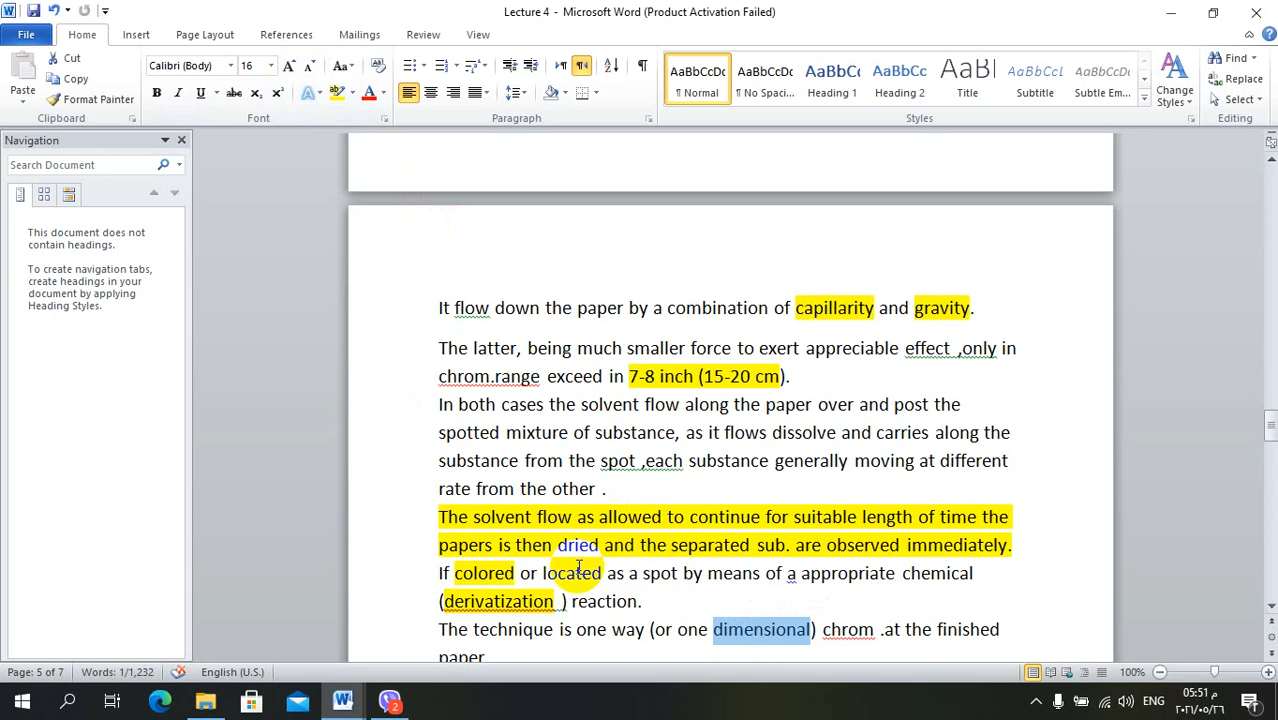 Lecture 4 - Microsoft Word (Product Activation Failed)
File Home Insert Page Layout References Mailings Review View
Cut
Copy
Format Painter
Paste
Clipboard
Calibri (Body) 16
Font
Paragraph
AaBbCcDc AaBbCcDc AaBbCc AaBbCc AaBl AaBbCcl AaBbCcDc
¶ Normal ¶ No Spaci... Heading 1 Heading 2 Title Subtitle Subtle Em...
Change
Styles
Styles
Find
Replace
Select
Editing
Navigation
Search Document
This document does not
contain headings.
To create navigation tabs,
create headings in your
document by applying
Heading Styles.
It flow down the paper by a combination of capillarity and gravity.
The latter, being much smaller force to exert appreciable effect ,only in
chrom.range exceed in 7-8 inch (15-20 cm).
In both cases the solvent flow along the paper over and post the
spotted mixture of substance, as it flows dissolve and carries along the
substance from the spot ,each substance generally moving at different
rate from the other .
The solvent flow as allowed to continue for suitable length of time the
papers is then dried and the separated sub. are observed immediately.
If colored or located as a spot by means of a appropriate chemical
(derivatization ) reaction.
The technique is one way (or one dimensional) chrom .at the finished
paper
Page: 5 of 7 Words: 1/1,232 English (U.S.) 100%
2
ENG
05:51 م
٢٠٢١/٠٥/٢٦
1